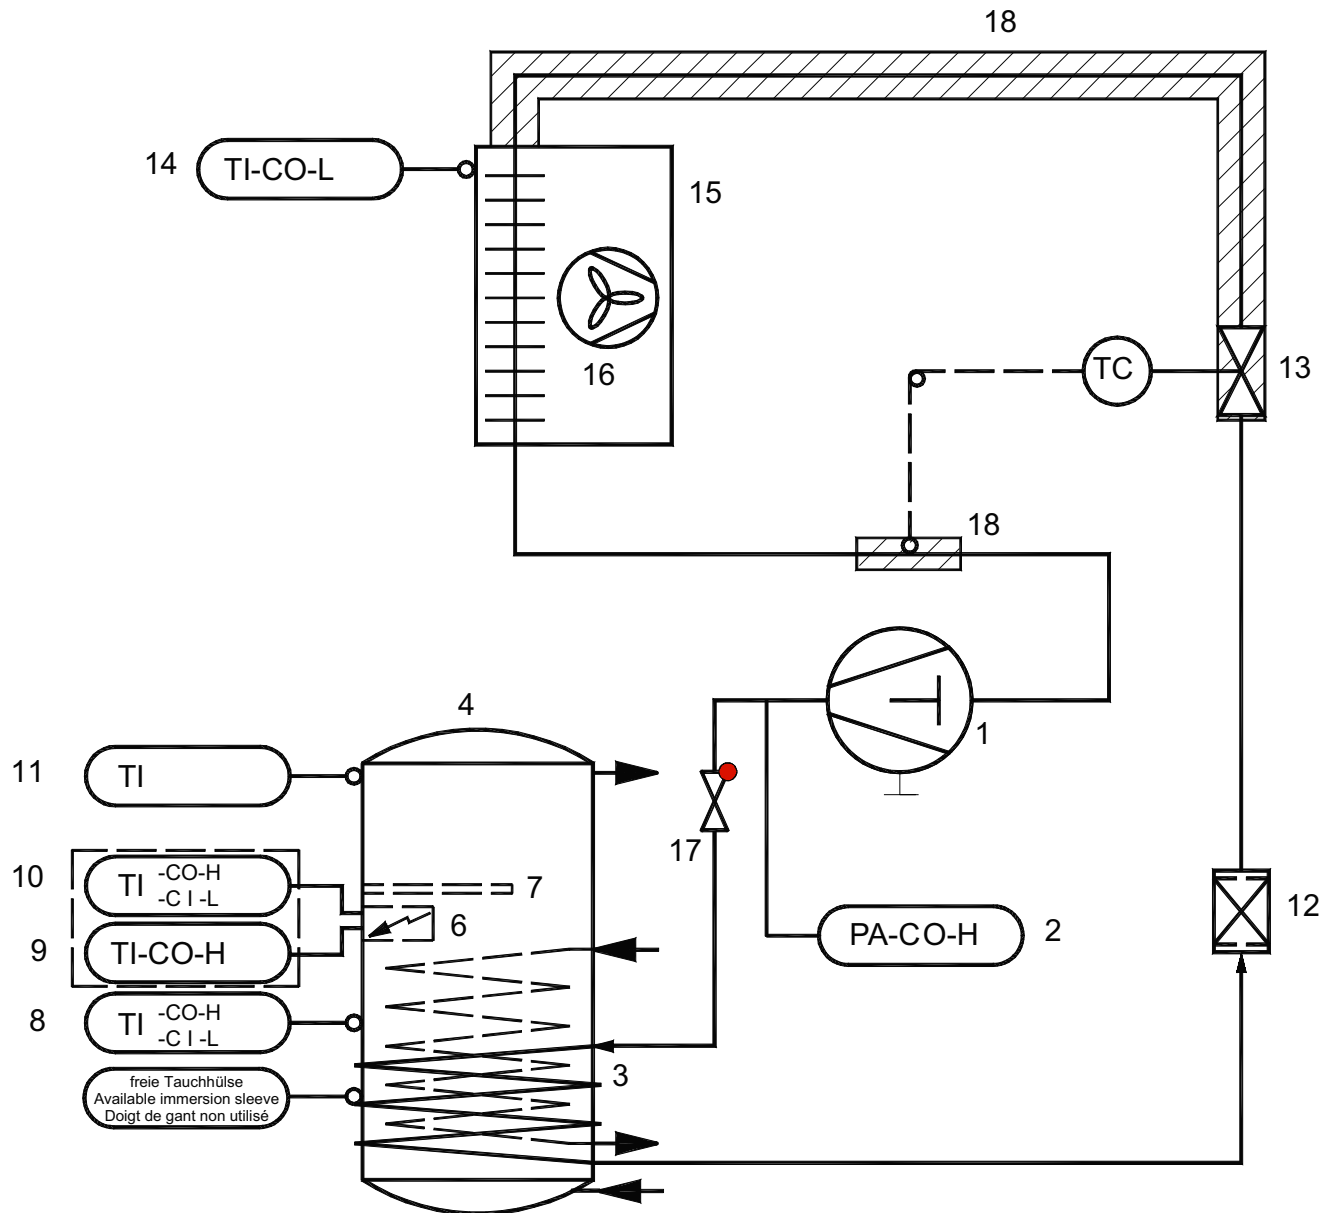 18
14
TI-CO-L
15
16
TC
13
18
4
1
11
TI
17
10
TI -CO-H
-C I -L
7
6
12
9
TI-CO-H
PA-CO-H
2
8
TI -CO-H
-C I -L
3
freie Tauchhülse
Available immersion sleeve
Doigt de gant non utilisé